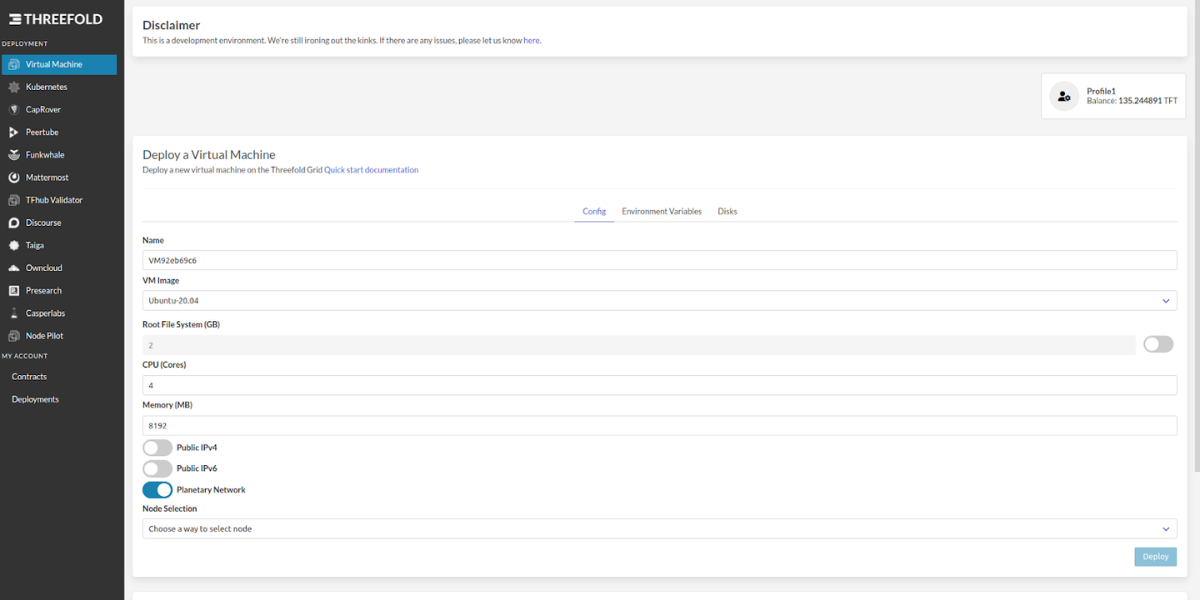 THREEFOLD
DEPLOYMENT
Virtual Machine
Kubernetes
CapRover
Peertube
Funkwhale
Mattermost
TFhub Validator
Discourse
Taiga
Owncloud
Presearch
Casperlabs
Node Pilot
MY ACCOUNT
Contracts
Deployments
Disclaimer
This is a development environment. We're still ironing out the kinks. If there are any issues, please let us know here.
Profile1
Balance: 135.244891 TFT
Deploy a Virtual Machine
Deploy a new virtual machine on the Threefold Grid Quick start documentation
Config Environment Variables Disks
Name
VM92eb69c6
VM Image
Ubuntu-20.04
Root File System (GB)
2
CPU (Cores)
4
Memory (MB)
8192
Public IPv4
Public IPv6
Planetary Network
Node Selection
Choose a way to select node
Deploy